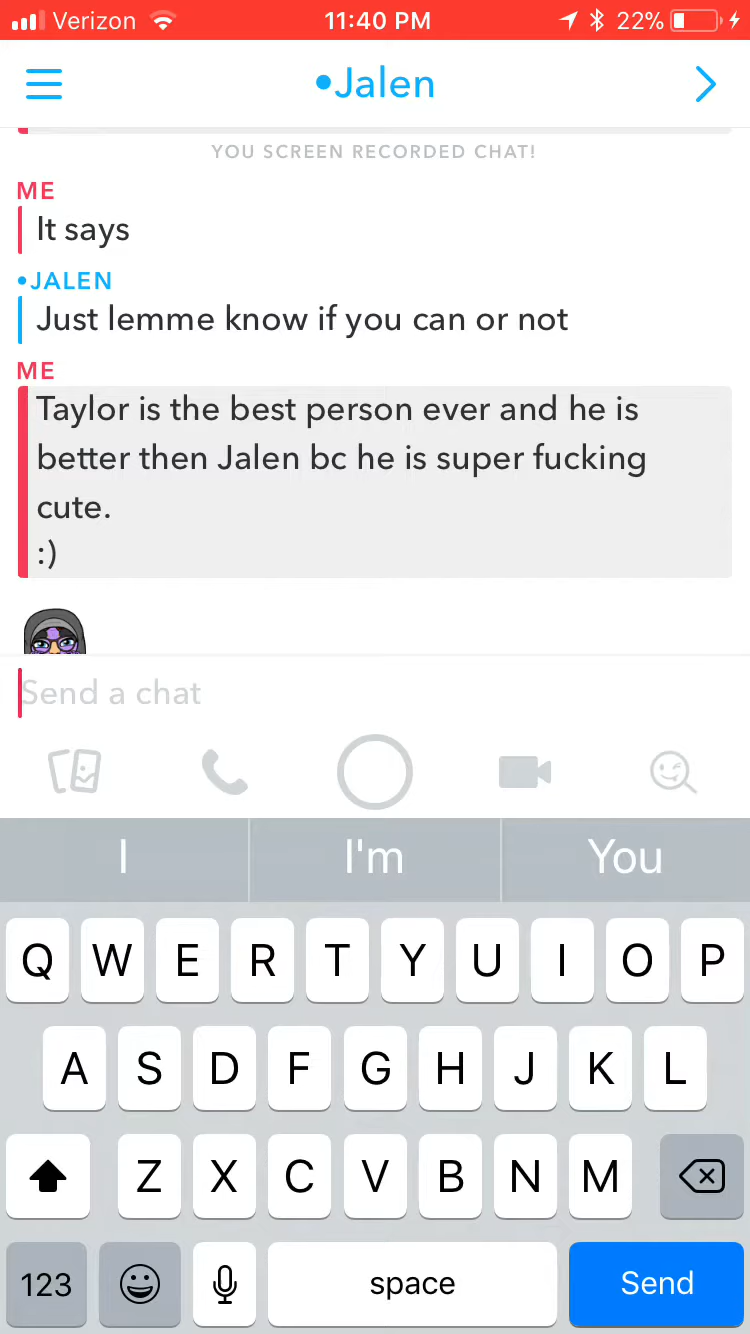 Verizon 11:40 PM 22%
•Jalen
YOU SCREEN RECORDED CHAT!
ME
It says
•JALEN
Just lemme know if you can or not
ME
Taylor is the best person ever and he is
better then Jalen bc he is super fucking
cute.
:)
Send a chat
I I'm You
Q W E R T Y U I O P
A S D F G H J K L
Z X C V B N M
123 space Send